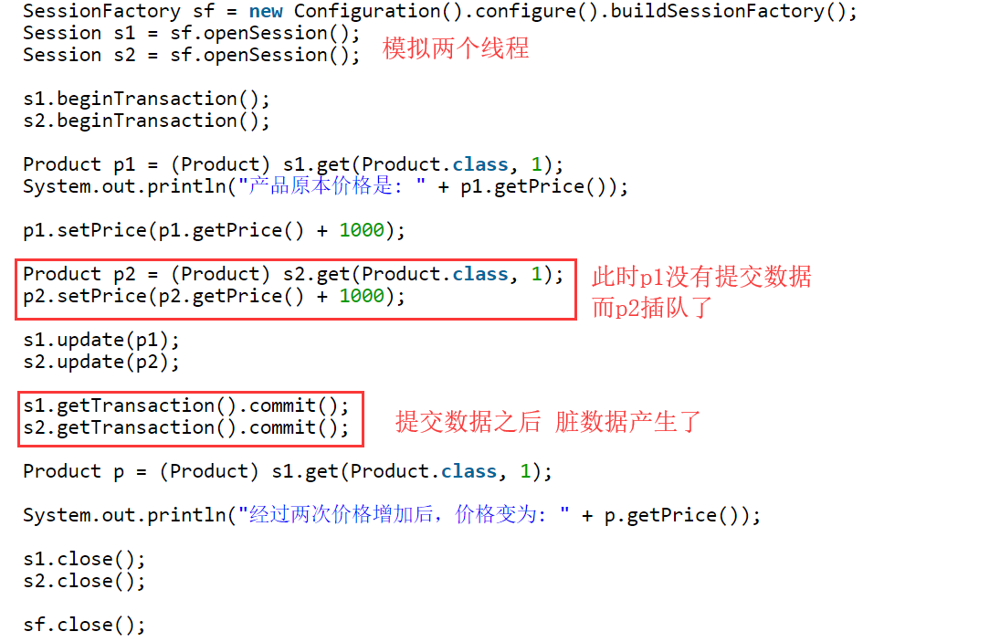 SessionFactory sf = new Configuration().configure().buildSessionFactory();
Session s1 = sf.openSession();
Session s2 = sf.openSession();
模拟两个线程
s1.beginTransaction();
s2.beginTransaction();
Product p1 = (Product) s1.get(Product.class, 1);
System.out.println("产品原本价格是: " + p1.getPrice());
p1.setPrice(p1.getPrice() + 1000);
Product p2 = (Product) s2.get(Product.class, 1);
p2.setPrice(p2.getPrice() + 1000);
此时p1没有提交数据
而p2插队了
s1.update(p1);
s2.update(p2);
s1.getTransaction().commit();
s2.getTransaction().commit();
提交数据之后 脏数据产生了
Product p = (Product) s1.get(Product.class, 1);
System.out.println("经过两次价格增加后，价格变为: " + p.getPrice());
s1.close();
s2.close();
sf.close();